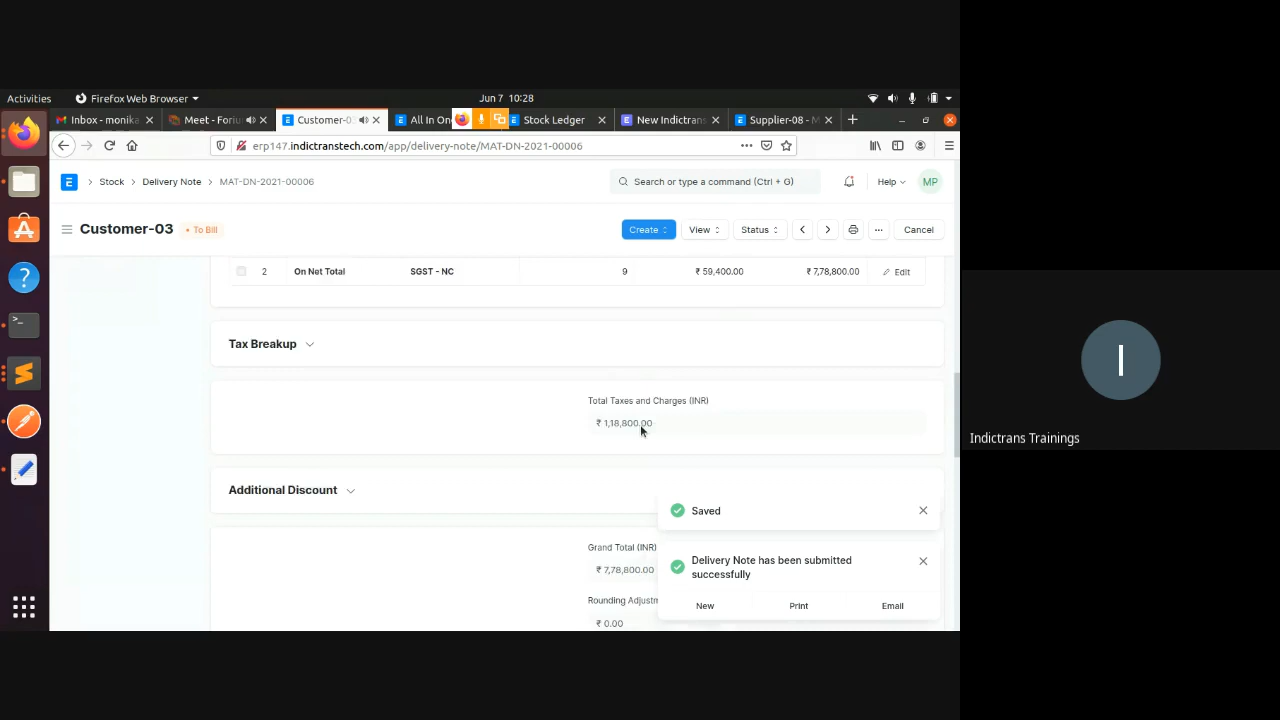 Activities
Firefox Web Browser
Jun 7 10:28
Inbox - monika
Meet - Foriu
Customer-0
All In On
Stock Ledger
New Indictrans
Supplier-08 - M
erp147.indictranstech.com/app/delivery-note/MAT-DN-2021-00006
E
Stock
Delivery Note
MAT-DN-2021-00006
Search or type a command (Ctrl + G)
Help
MP
Customer-03
To Bill
Create
View
Status
Cancel
2
On Net Total
SGST - NC
9
₹ 59,400.00
₹ 7,78,800.00
Edit
Tax Breakup
Total Taxes and Charges (INR)
₹ 1,18,800.00
Additional Discount
Saved
Grand Total (INR)
₹ 7,78,800.00
Delivery Note has been submitted
successfully
Rounding Adjustm
₹ 0.00
New
Print
Email
I
Indictrans Trainings